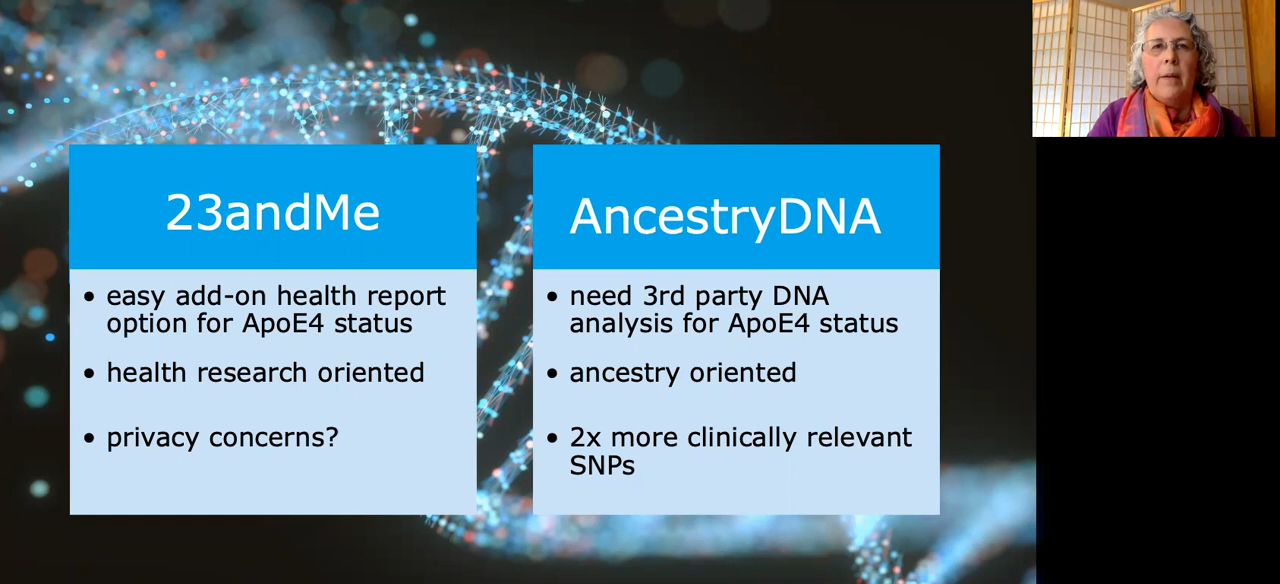 23andMe
• easy add-on health report
option for ApoE4 status
• health research oriented
• privacy concerns?
AncestryDNA
• need 3rd party DNA
analysis for ApoE4 status
• ancestry oriented
• 2x more clinically relevant
SNPs